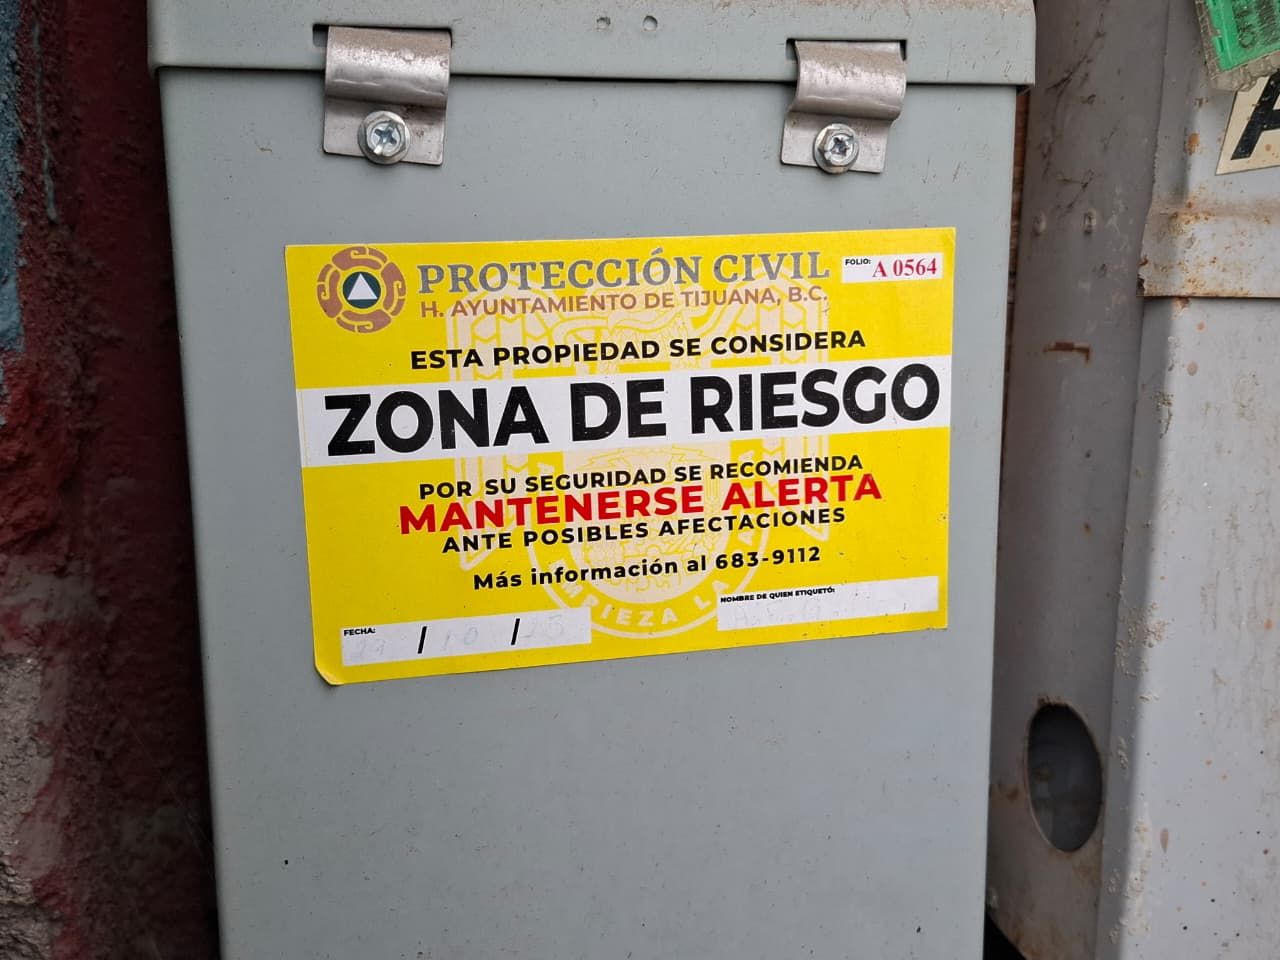 PROTECCIÓN CIVIL
FOLIO: A 0564
H. AYUNTAMIENTO DE TIJUANA, B.C.
ESTA PROPIEDAD SE CONSIDERA
ZONA DE RIESGO
POR SU SEGURIDAD SE RECOMIENDA
MANTENERSE ALERTA
ANTE POSIBLES AFECTACIONES
Más información al 683-9112
FECHA: / 10 /
NOMBRE DE QUIEN ETIQUETÓ: